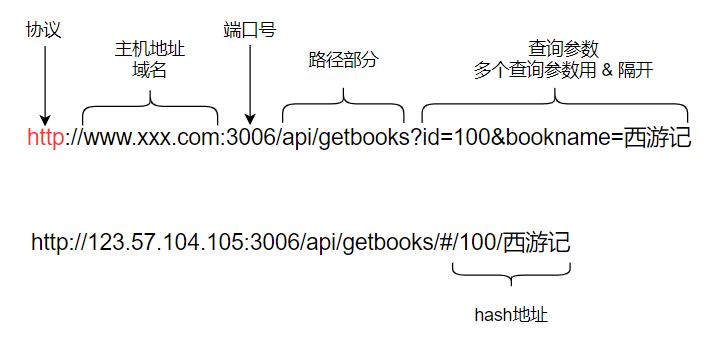 协议
主机地址
域名
端口号
路径部分
查询参数
多个查询参数用 & 隔开
http://www.xxx.com:3006/api/getbooks?id=100&bookname=西游记
http://123.57.104.105:3006/api/getbooks/#/100/西游记
hash地址